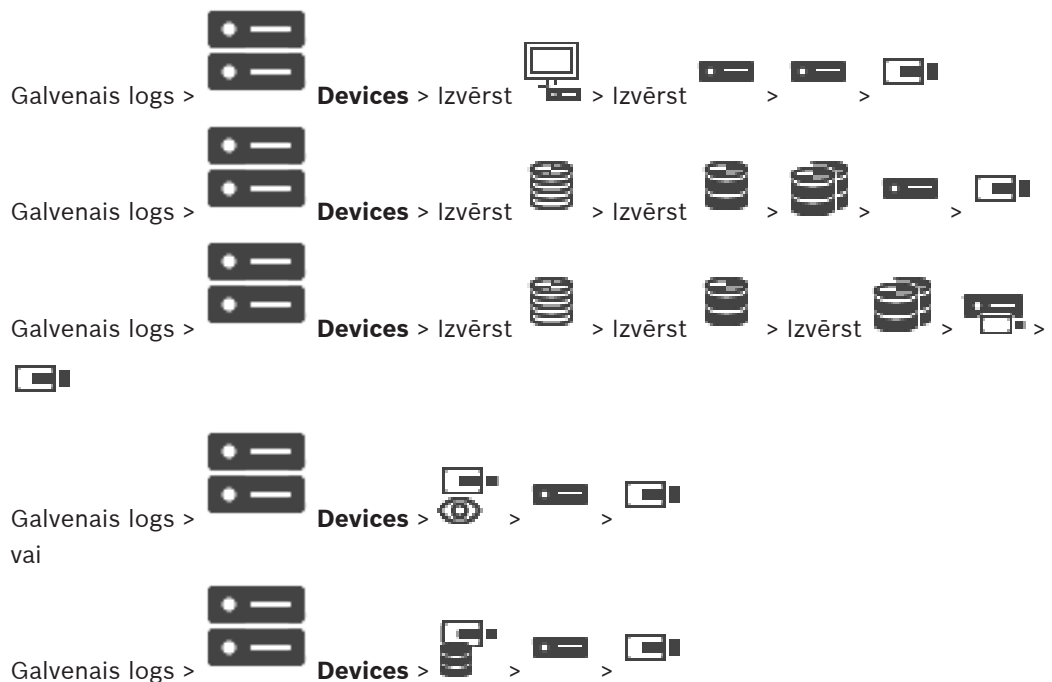 Galvenais logs > Devices > Izvērst > Izvērst > >
Galvenais logs > Devices > Izvērst > Izvērst > > >
Galvenais logs > Devices > Izvērst > Izvērst > Izvērst > >
Galvenais logs > Devices > > >
vai
Galvenais logs > Devices > > >